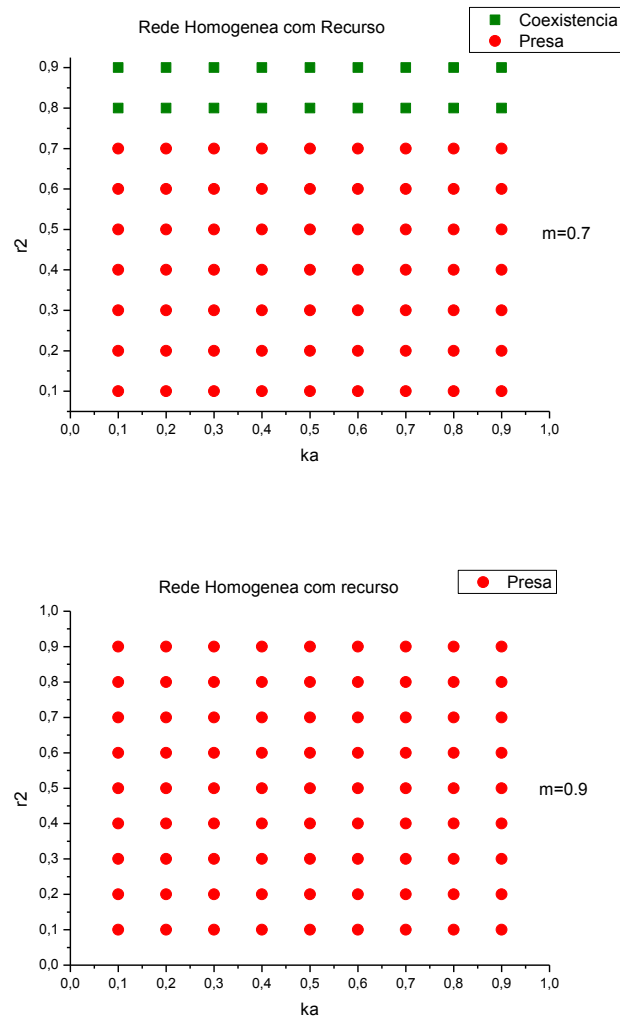 Rede Homogenea com Recurso
Coexistencia
Presa
0,9
0,8
0,7
0,6
0,5
0,4
0,3
0,2
0,1
r2
m=0.7
0,0 0,1 0,2 0,3 0,4 0,5 0,6 0,7 0,8 0,9 1,0
ka
Rede Homogenea com recurso
Presa
1,0
0,9
0,8
0,7
0,6
0,5
0,4
0,3
0,2
0,1
0,0
r2
m=0.9
0,0 0,1 0,2 0,3 0,4 0,5 0,6 0,7 0,8 0,9 1,0
ka